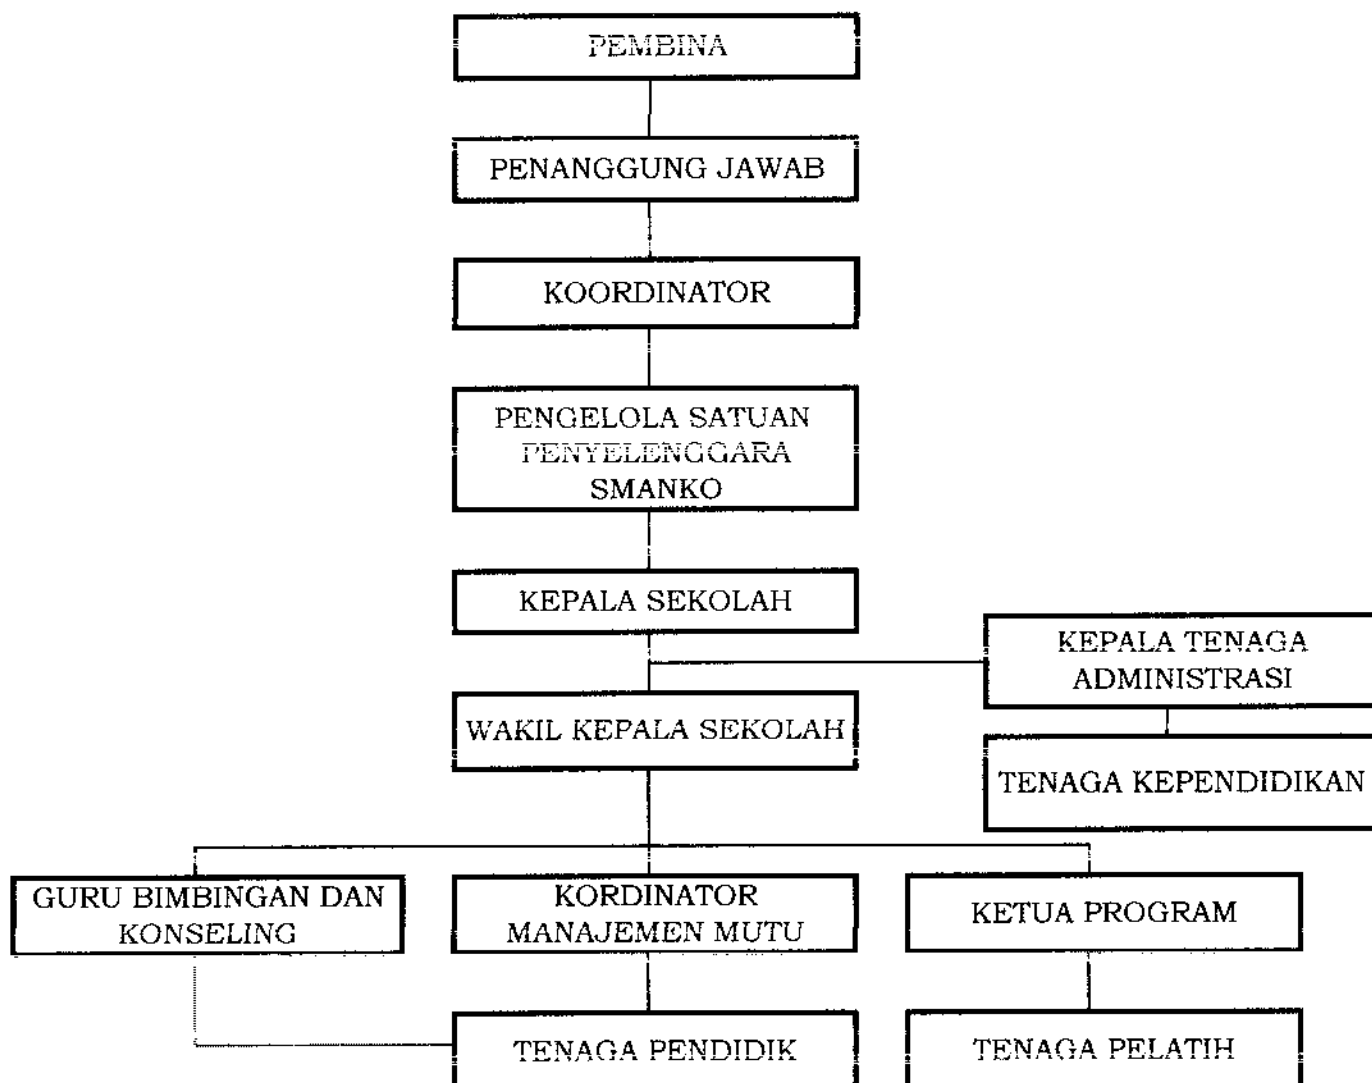 PEMBINA
PENANGGUNG JAWAB
KOORDINATOR
PENGELOLA SATUAN
PENYELENGGARA
SMANKO
KEPALA SEKOLAH
KEPALA TENAGA
ADMINISTRASI
WAKIL KEPALA SEKOLAH
TENAGA KEPENDIDIKAN
GURU BIMBINGAN DAN
KONSELING
KORDINATOR
MANAJEMEN MUTU
KETUA PROGRAM
TENAGA PENDIDIK
TENAGA PELATIH